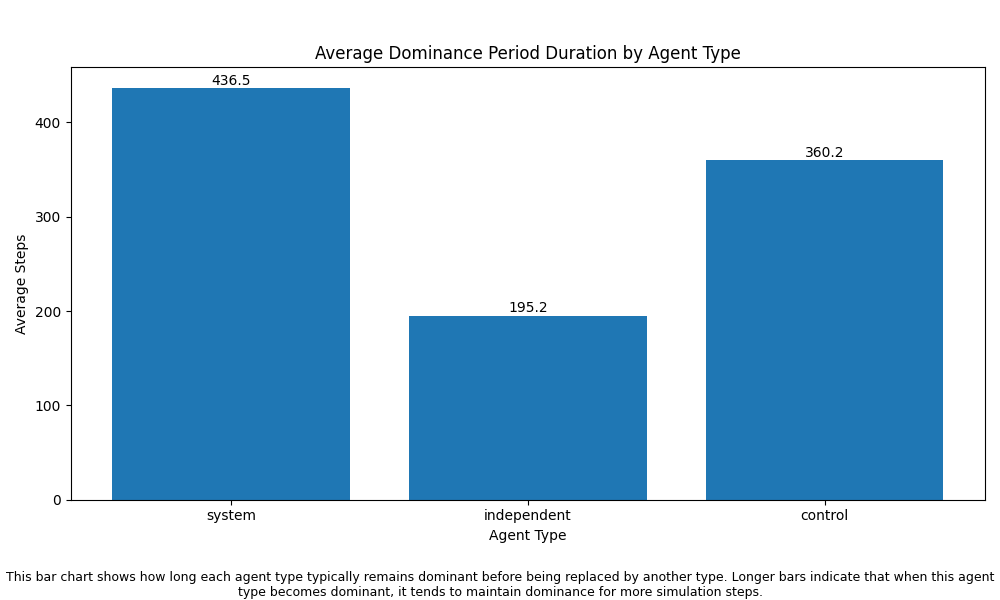 Average Dominance Period Duration by Agent Type
436.5
195.2
360.2
400
300
200
100
0
Average Steps
system
independent
control
Agent Type
This bar chart shows how long each agent type typically remains dominant before being replaced by another type. Longer bars indicate that when this agent
type becomes dominant, it tends to maintain dominance for more simulation steps.